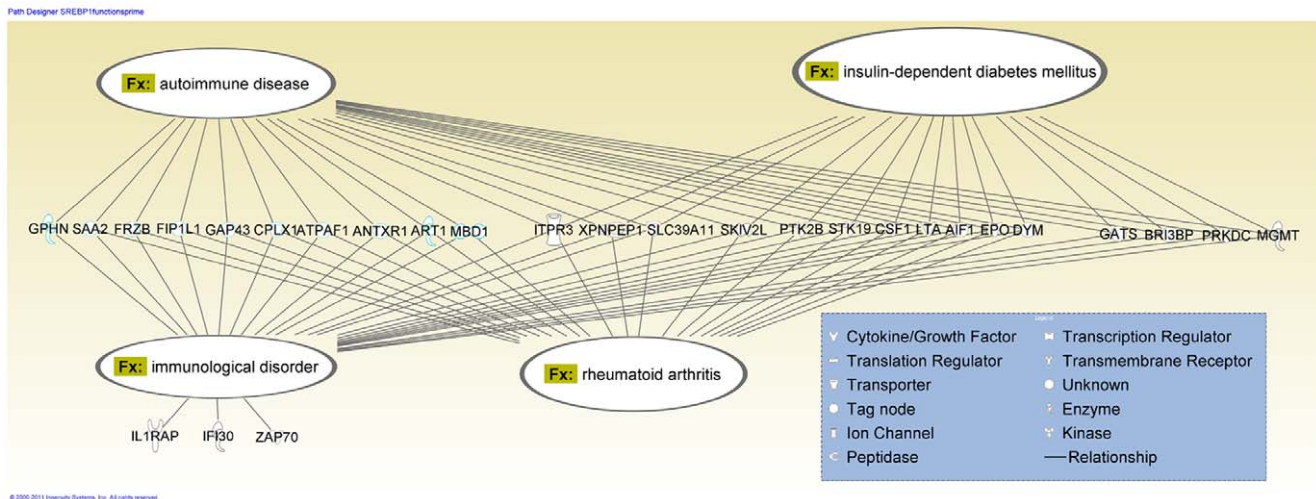 Path Designer SREBP1functionsprime
Fx: autoimmune disease
Fx: insulin-dependent diabetes mellitus
GPHN SAA2 FRZB FIP1L1 GAP43 CPLX1 ATPAF1 ANTXR1 ART1 MBD1 ITPR3 XPNPEP1 SLC39A11 SKIV2L PTK2B STK19 CSF1 LTA AIF1 EPO DYM GATS BRI3BP PRKDC MGMT
Fx: immunological disorder
Fx: rheumatoid arthritis
IL1RAP IFI30 ZAP70
Legend
Cytokine/Growth Factor Transcription Regulator
Translation Regulator Transmembrane Receptor
Transporter Unknown
Tag node Enzyme
Ion Channel Kinase
Peptidase Relationship
© 2000-2011 Ingenuity Systems, Inc. All rights reserved.